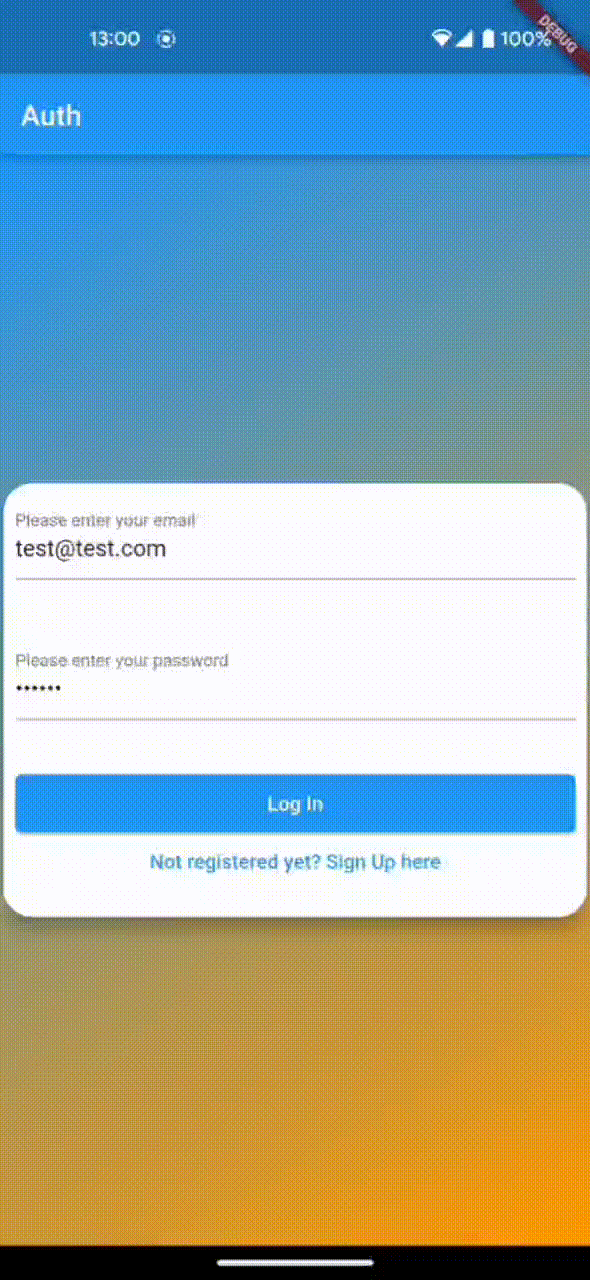 13:00 100%
DEBUG
Auth
Please enter your email
test@test.com
Please enter your password
••••••
Log In
Not registered yet? Sign Up here